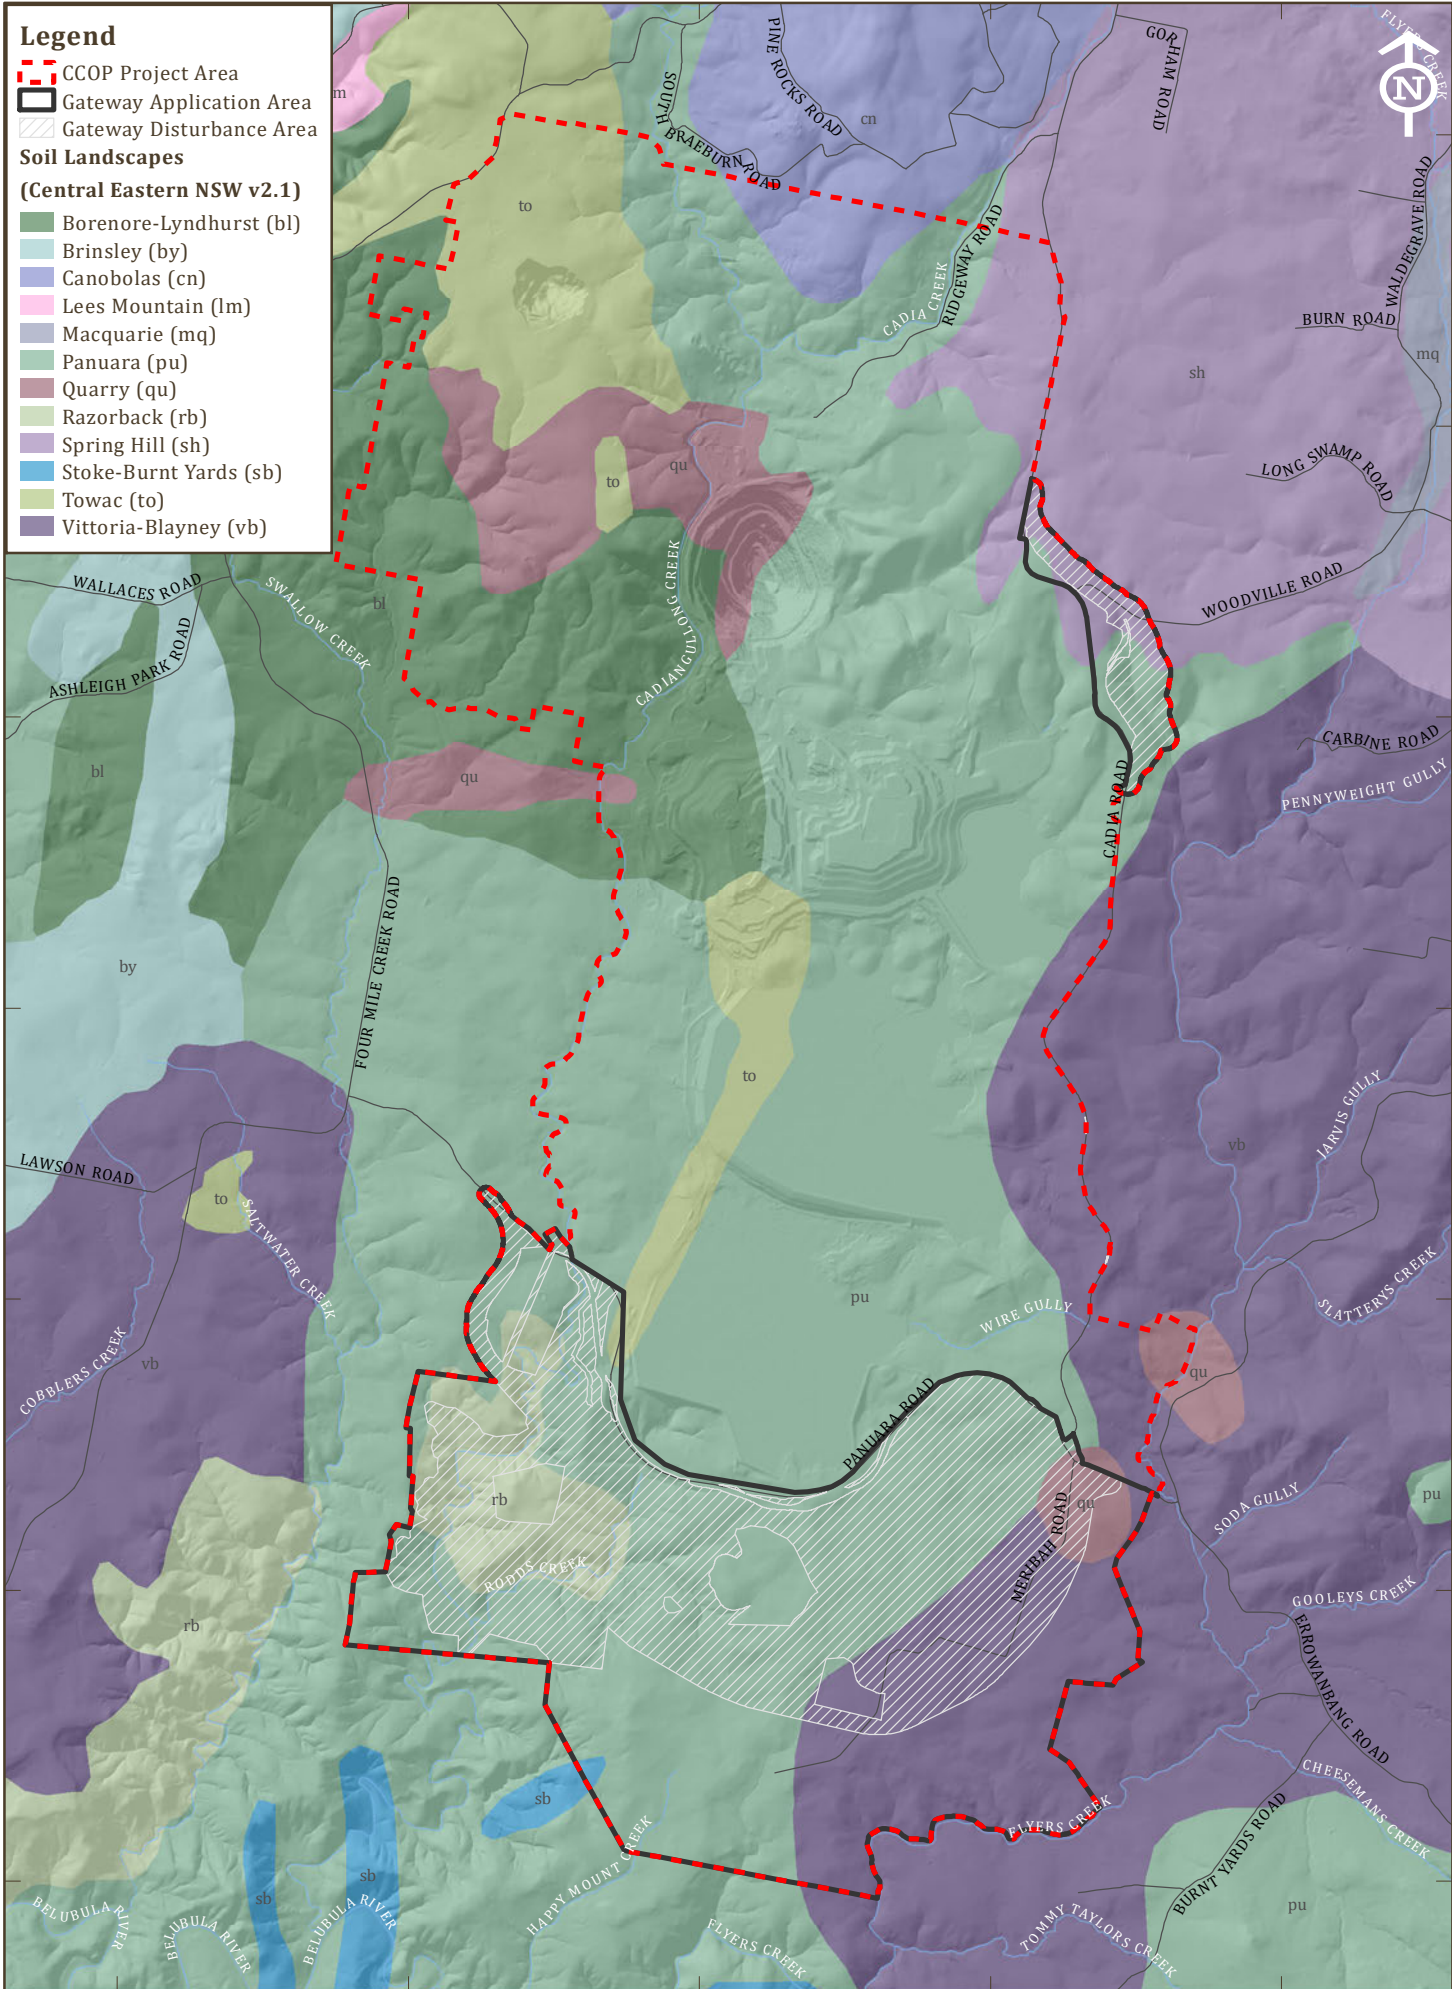 Legend
CCOP Project Area
Gateway Application Area
Gateway Disturbance Area
Soil Landscapes
(Central Eastern NSW v2.1)
Borenore-Lyndhurst (bl)
Brinsley (by)
Canobolas (cn)
Lees Mountain (lm)
Macquarie (mq)
Panuara (pu)
Quarry (qu)
Razorback (rb)
Spring Hill (sh)
Stoke-Burnt Yards (sb)
Towac (to)
Vittoria-Blayney (vb)
m
SOUTH BRAEBURN ROAD
PINE ROCKS ROAD
cn
GORHAM ROAD
FLYERS CREEK
N
to
WALDEGRAVE ROAD
RIDGEWAY ROAD
CADIA CREEK
BURN ROAD
mq
sh
LONG SWAMP ROAD
qu
to
WALLACES ROAD
SWALLOW CREEK
bl
CADIANGULLONG CREEK
WOODVILLE ROAD
ASHLEIGH PARK ROAD
CARBINE ROAD
bl
qu
PENNYWEIGHT GULLY
CADIA ROAD
FOUR MILE CREEK ROAD
by
to
JARVIS GULLY
vb
LAWSON ROAD
to
SALTWATER CREEK
pu
WIRE GULLY
SLATTERYS CREEK
COBBLERS CREEK
vb
qu
PANUARA ROAD
rb
qu
pu
SODA GULLY
MERIBAH ROAD
RODDS CREEK
GOOLEYS CREEK
rb
ERROWANBANG ROAD
CHEESEMANS CREEK
sb
FLYERS CREEK
BURNT YARDS ROAD
HAPPY MOUNT CREEK
sb
sb
pu
BELUBULA RIVER
BELUBULA RIVER
BELUBULA RIVER
FLYERS CREEK
TOMMY TAYLORS CREEK